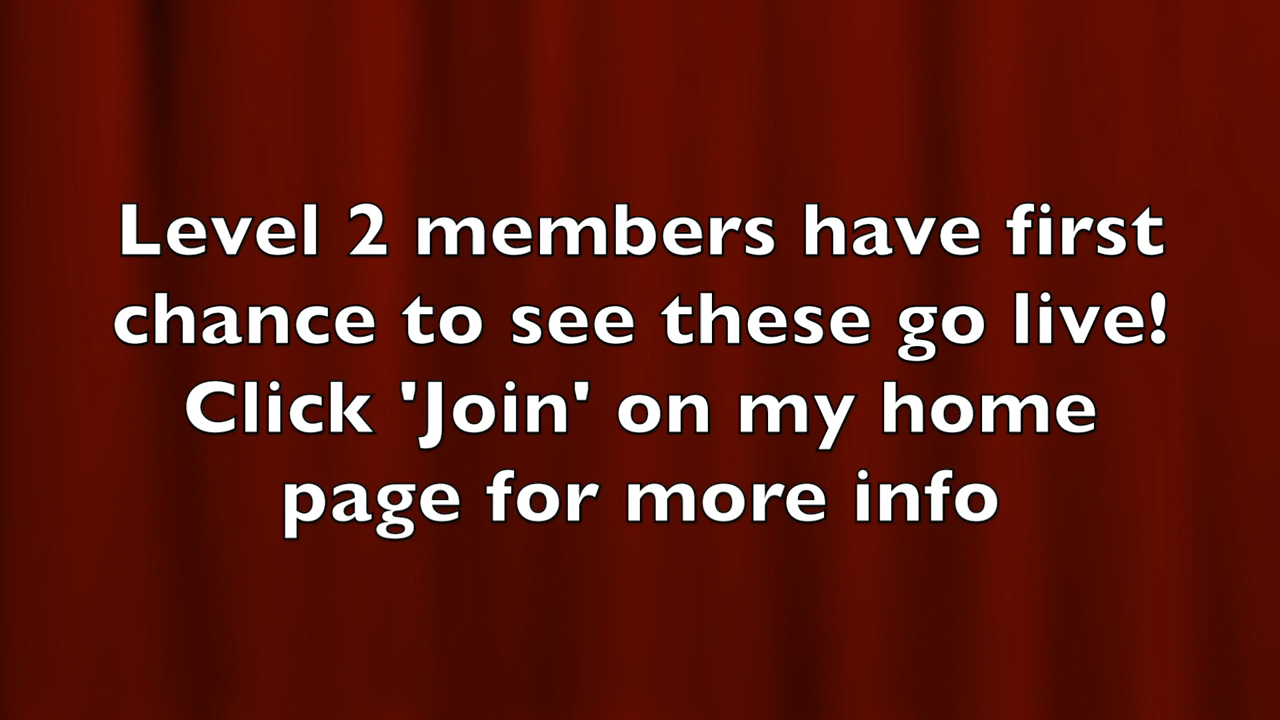 Level 2 members have first
chance to see these go live!
Click 'Join' on my home
page for more info